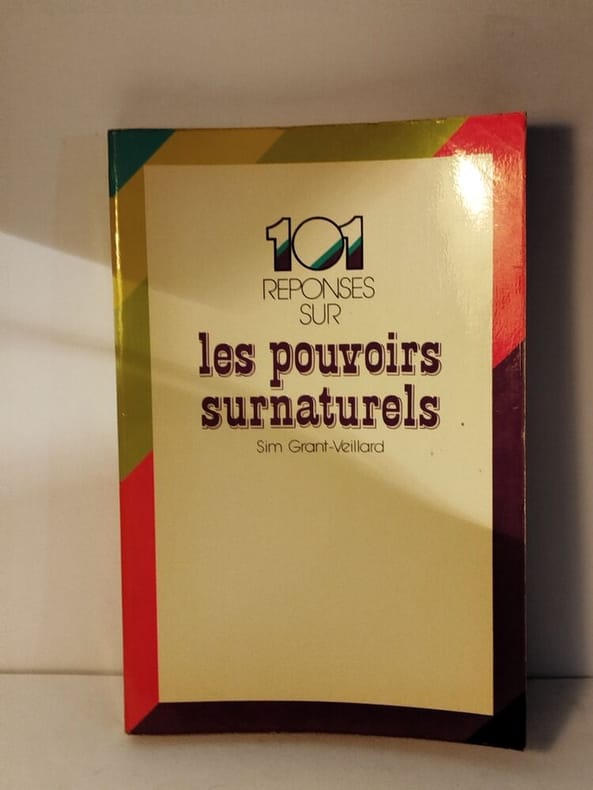 101
REPONSES
SUR
les pouvoirs
surnaturels
Sim Grant-Veillard